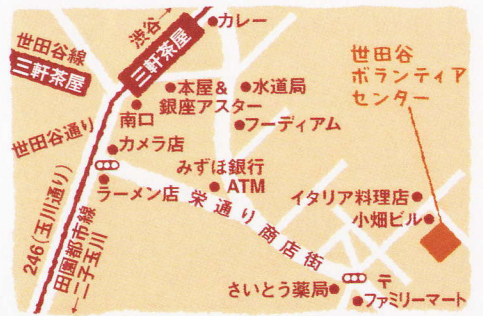 渋谷
カレー
世田谷線
三軒茶屋
三軒茶屋
本屋&
銀座アスター
水道局
世田谷
ボランティア
センター
南口
フーディアム
世田谷通り
カメラ店
みずほ銀行
ATM
ラーメン店
イタリア料理店
小畑ビル
栄通り商店街
246(玉川通り)
田園都市線
二子玉川
さいとう薬局
〒
ファミリーマート